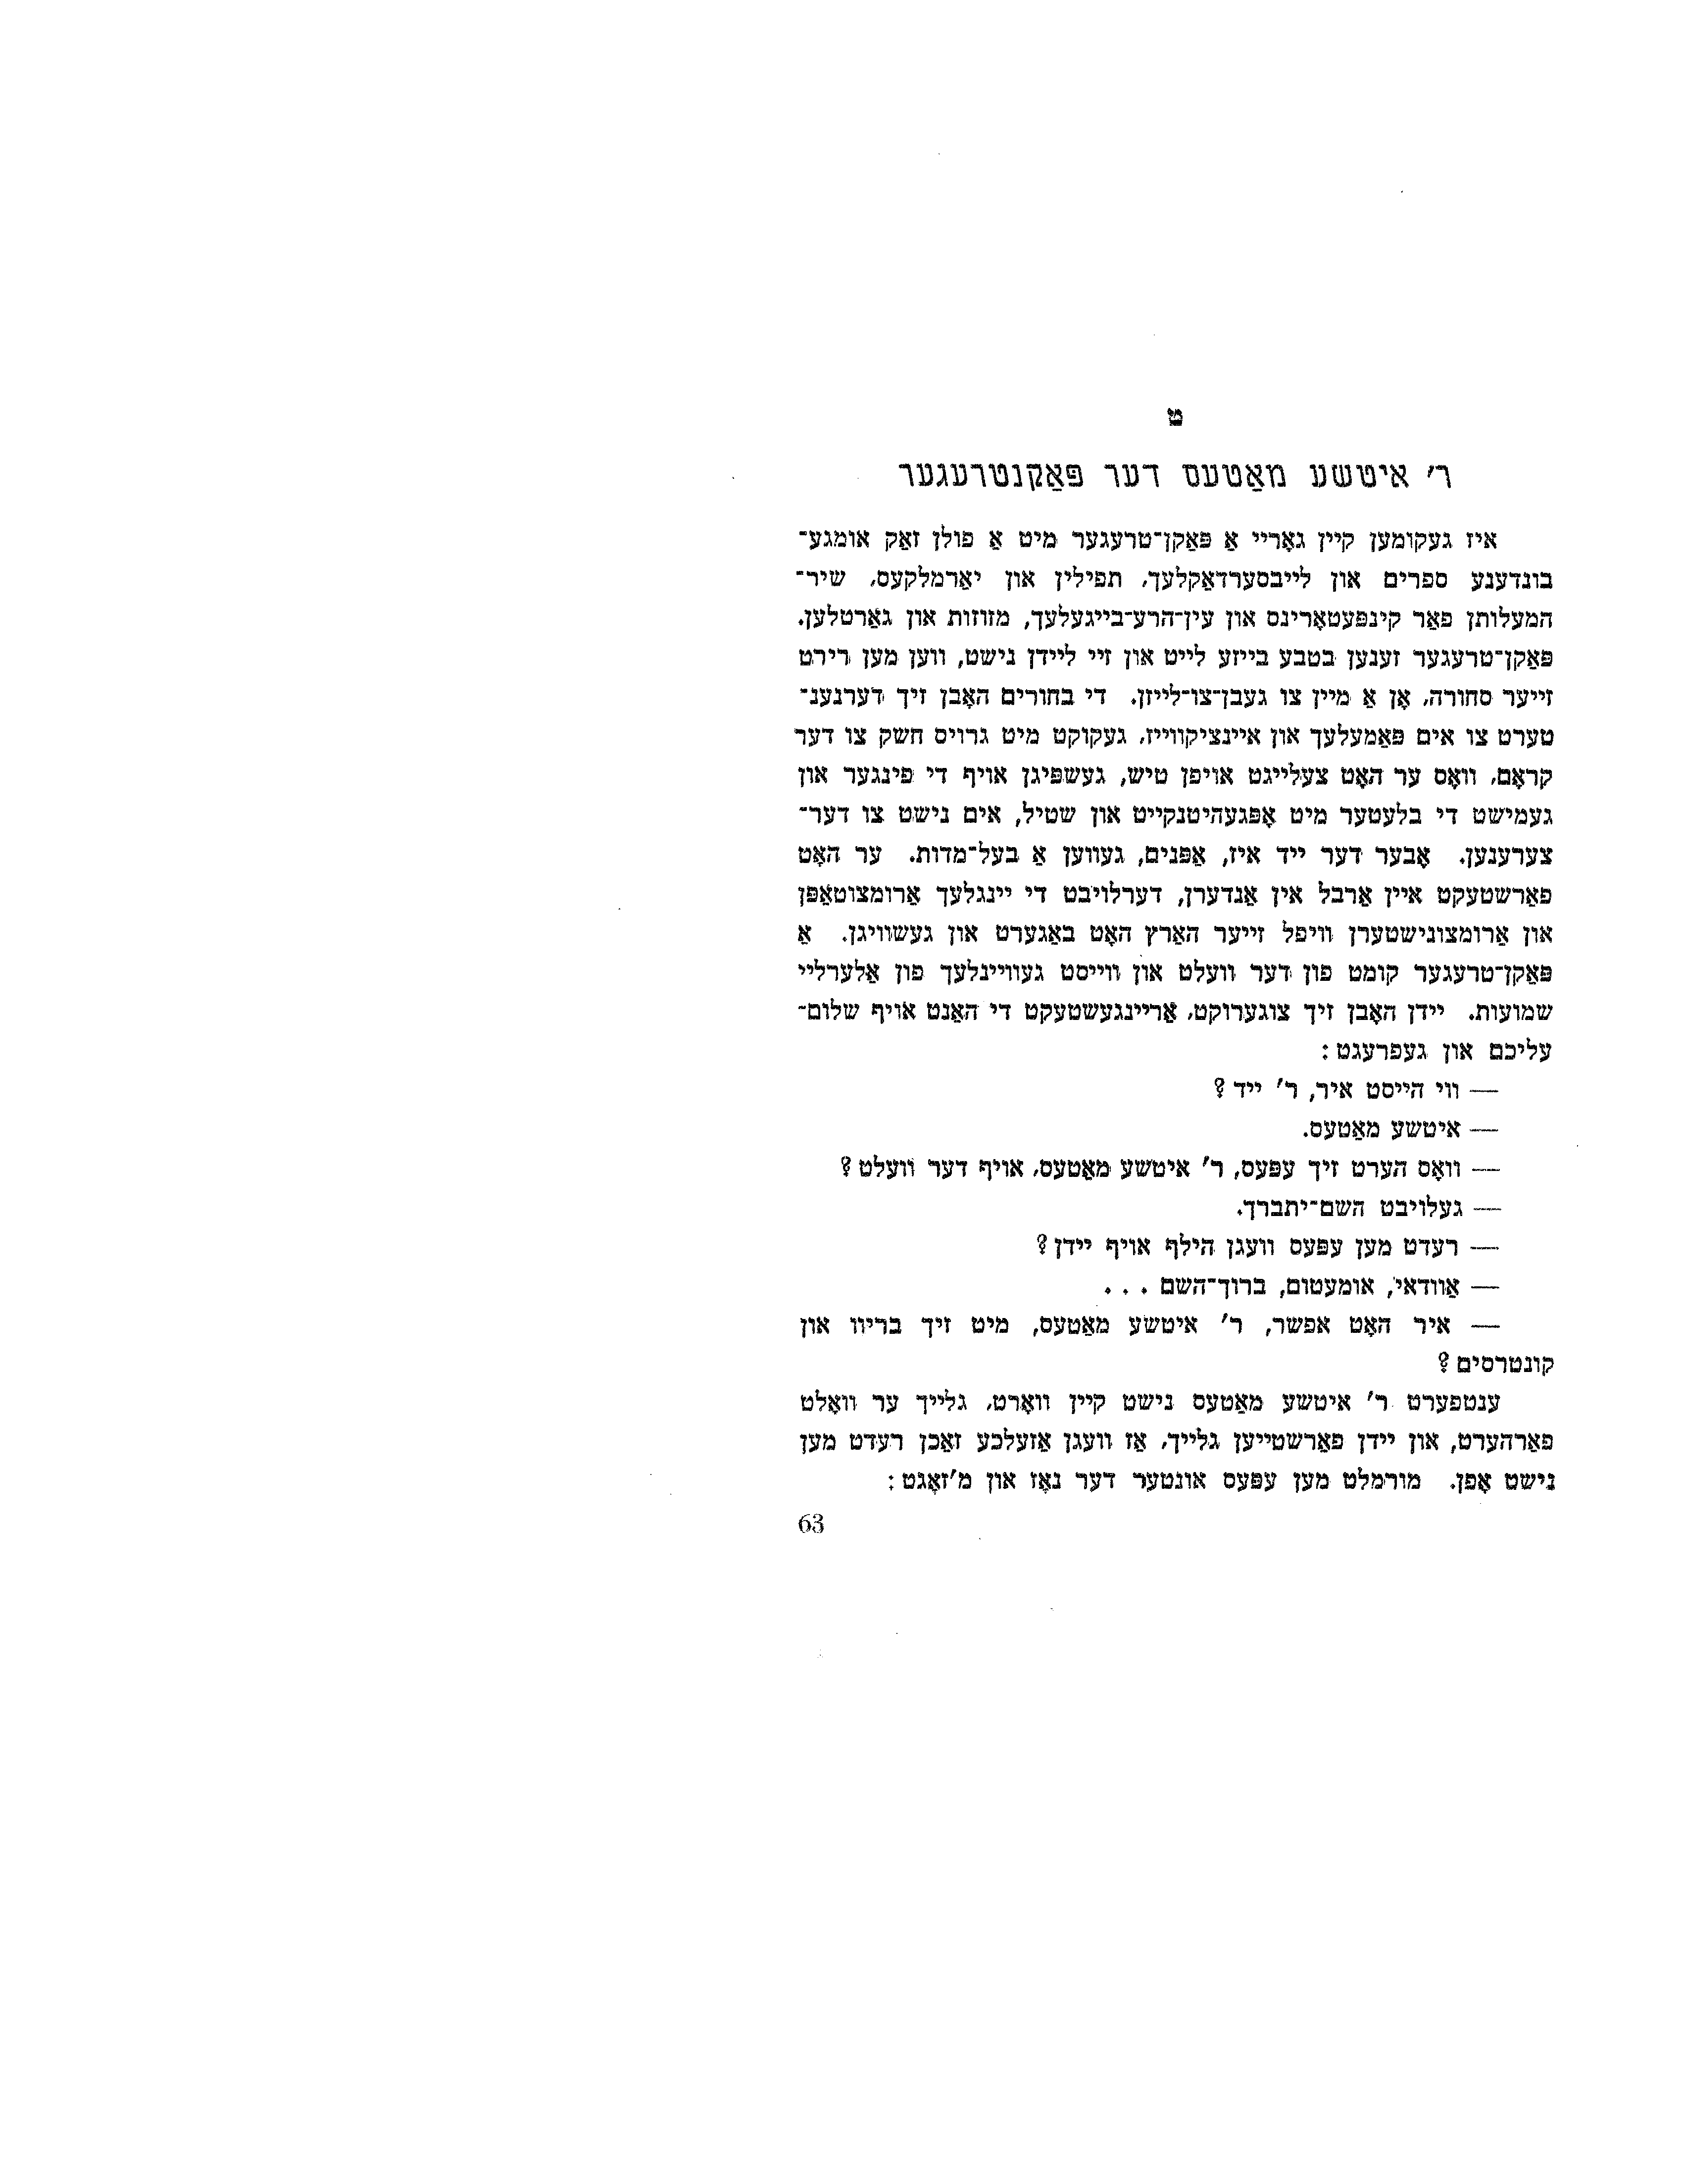 ט
ר׳ איטשע מאַטעס דער פּאַקנטרעגער
איז געקומען קיין גאָריי אַ פּאַקן־טרעגער מיט אַ פולן זאַק אומגע־
בונדענע ספרים און לייבסערדאַקלעך, תפילין און יאַרמלקעס, שיר־
המעלותן פאַר קינפּעטאָרינס און עין־הרע־בייגעלעך, מזוזות און גאַרטלען.
פּאַקן־טרעגער זענען בטבע בייזע לייט און זיי ליידן נישט, ווען מען רירט
זייער סחורה, אָן אַ מיין צו געבן־צו־לייזן. די בחורים האָבן זיך דערנענ־
טערט צו אים פּאַמעלעך און איינציקווייז, געקוקט מיט גרויס חשק צו דער
קראָם, וואָס ער האָט צעלייגט אויפן טיש, געשפּיגן אויף די פינגער און
געמישט די בלעטער מיט אָפּגעהיטנקייט און שטיל, אים נישט צו דער־
צערענען. אָבער דער ייד איז, אַפּנים, געווען אַ בעל־מדות. ער האָט
פאַרשטעקט איין אַרבל אין אַנדערן, דערלויבט די יינגלעך אַרומצוטאַפּן
און אַרומצונישטערן וויפל זייער האַרץ האָט באַגערט און געשוויגן. אַ
פּאַקן־טרעגער קומט פון דער וועלט און ווייסט געוויינלעך פון אַלערליי
שמועות. יידן האָבן זיך צוגערוקט, אַריינגעשטעקט די האַנט אויף שלום־
עליכם און געפרעגט:
— ווי הייסט איר, ר׳ ייד?
— איטשע מאַטעס.
— וואָס הערט זיך עפּעס, ר׳ איטשע מאַטעס, אויף דער וועלט?
— געלויבט השם־יתברך.
— רעדט מען עפּעס וועגן הילף אויף יידן?
— אַוודאי, אומעטום, ברוך־השם . . .
— איר האָט אפשר, ר׳ איטשע מאַטעס, מיט זיך בריוו און
קונטרסים?
ענטפערט ר׳ איטשע מאַטעס נישט קיין וואָרט, גלייך ער וואָלט
פאַרהערט, און יידן פאַרשטייען גלייך, אַז וועגן אַזעלכע זאַכן רעדט מען
נישט אָפן. מורמלט מען עפּעס אונטער דער נאָז און מ׳זאָגט:
63